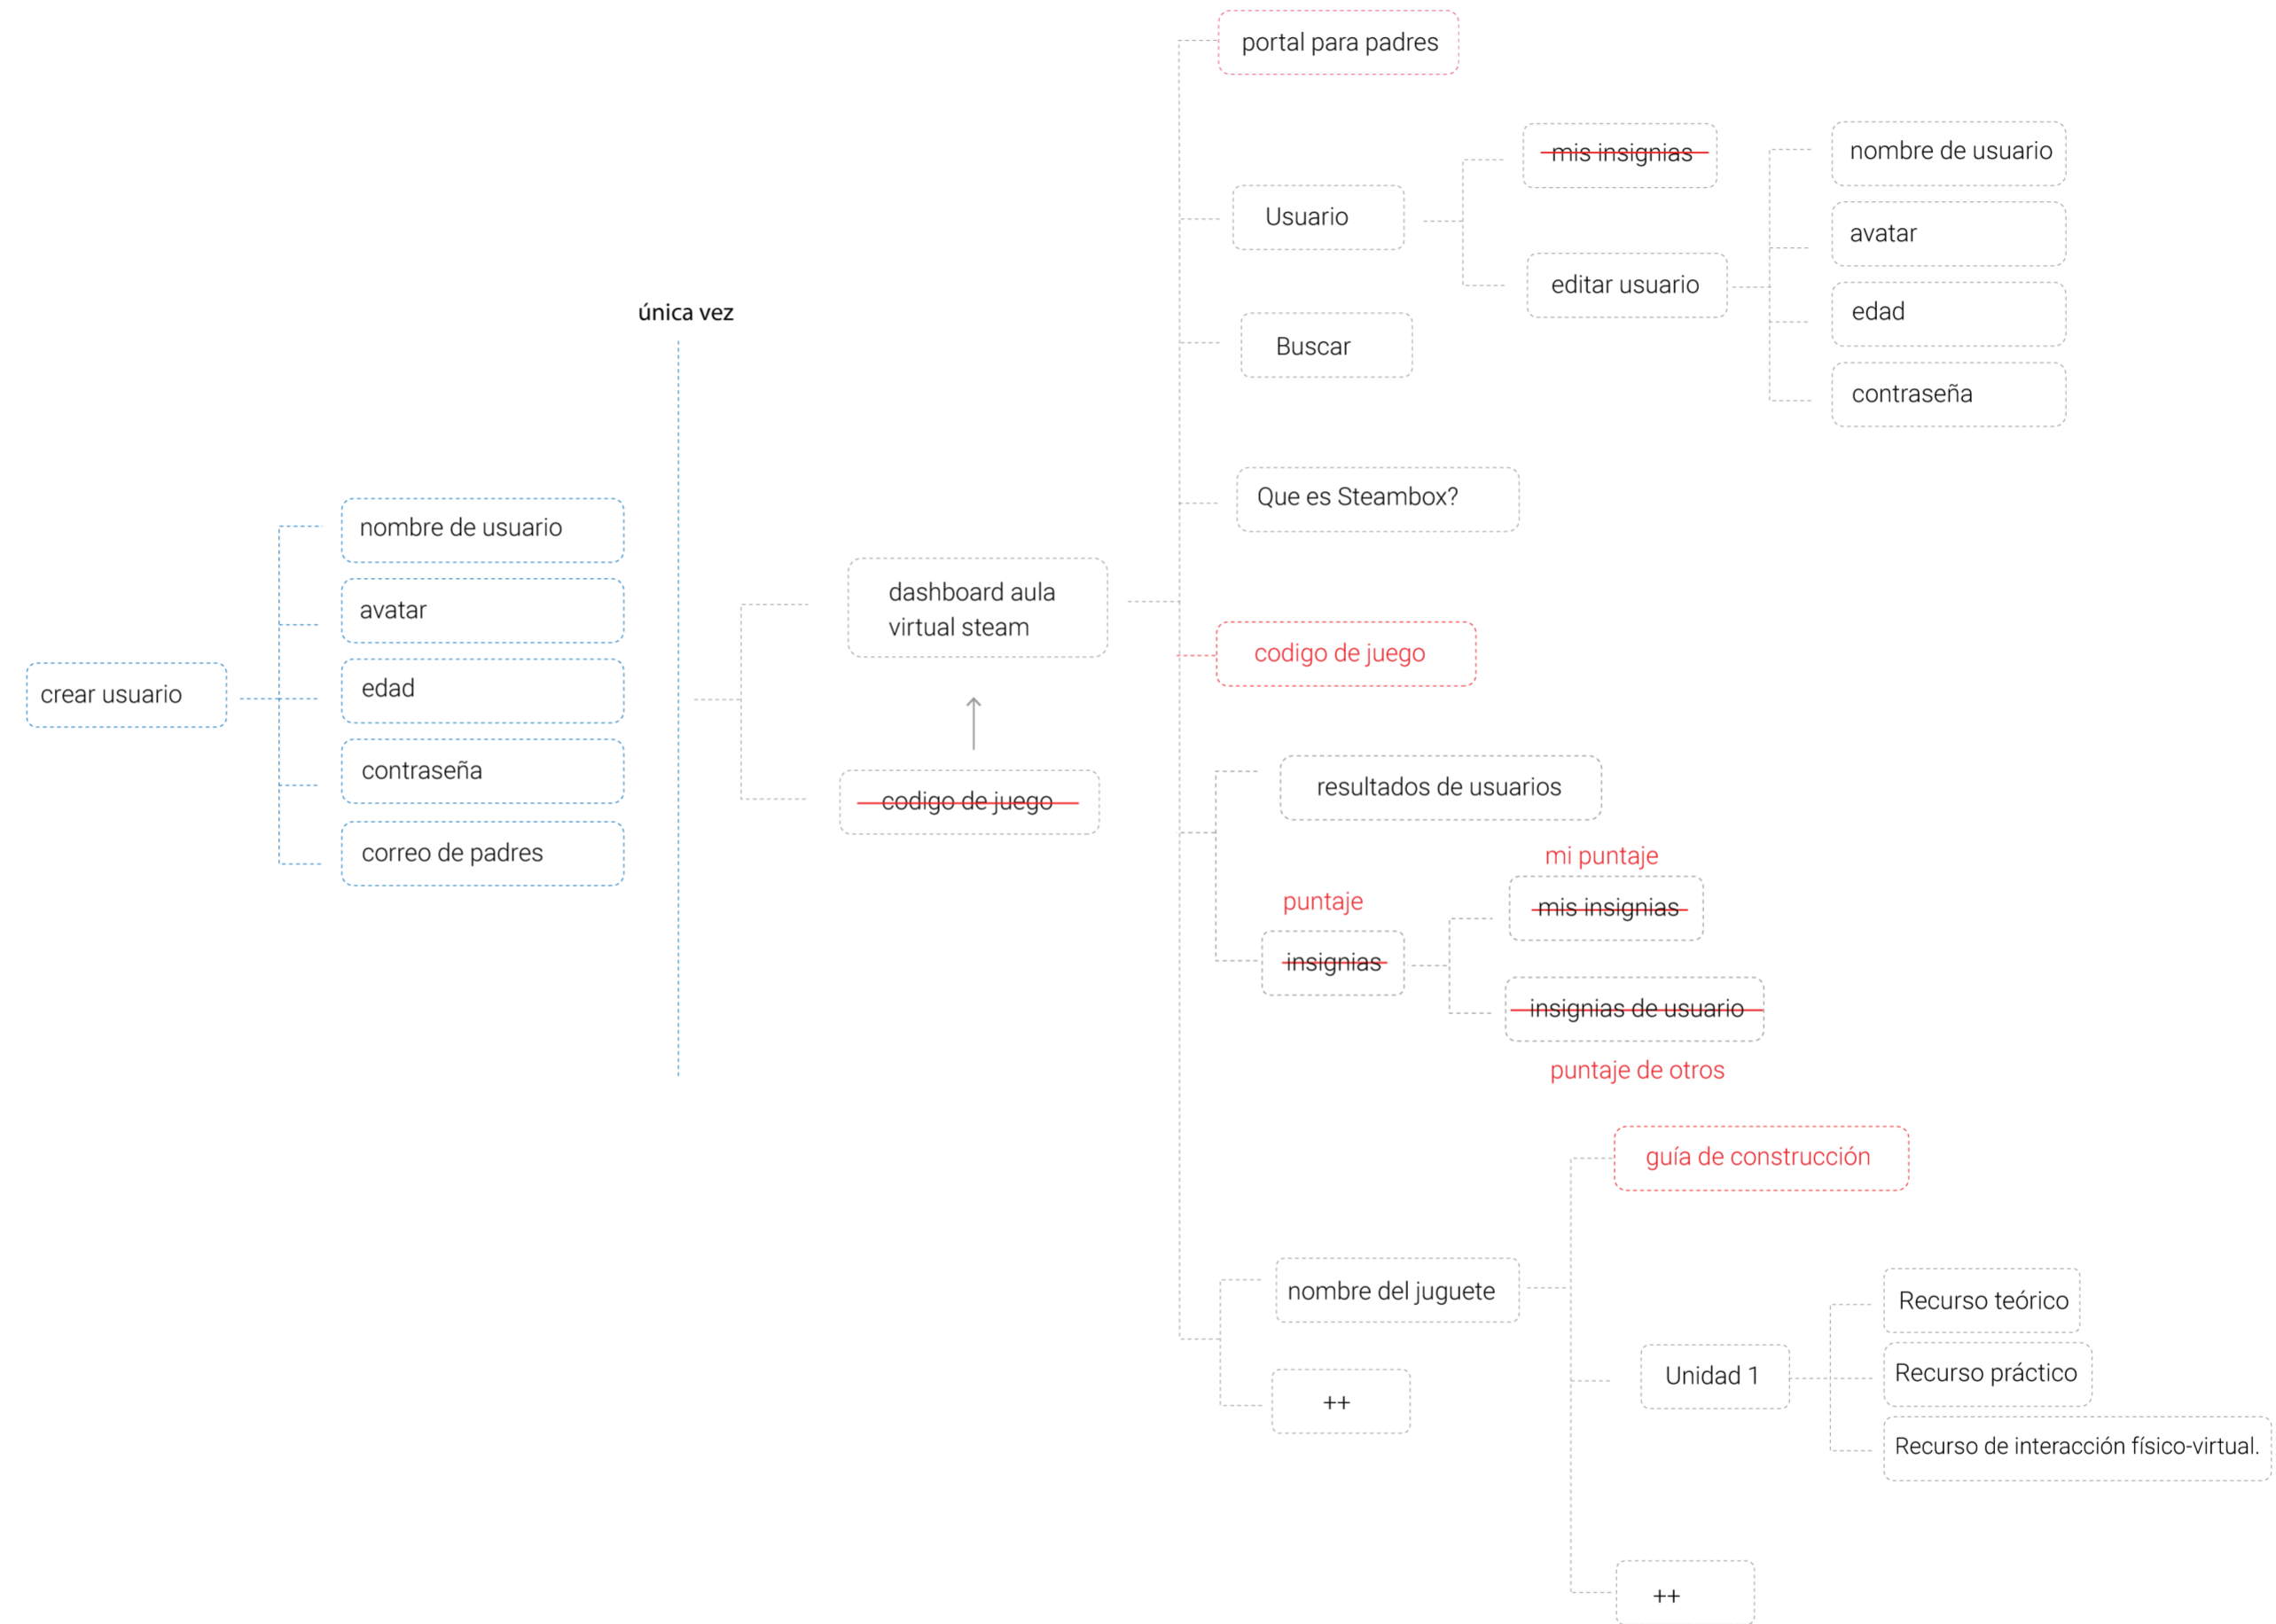 crear usuario
nombre de usuario
avatar
edad
contraseña
correo de padres
única vez
dashboard aula
virtual steam
codigo de juego
portal para padres
Usuario
mis insignias
editar usuario
nombre de usuario
avatar
edad
contraseña
Buscar
Que es Steambox?
codigo de juego
resultados de usuarios
puntaje
insignias
mi puntaje
mis insignias
insignias de usuario
puntaje de otros
nombre del juguete
++
guía de construcción
Unidad 1
Recurso teórico
Recurso práctico
Recurso de interacción físico-virtual.
++